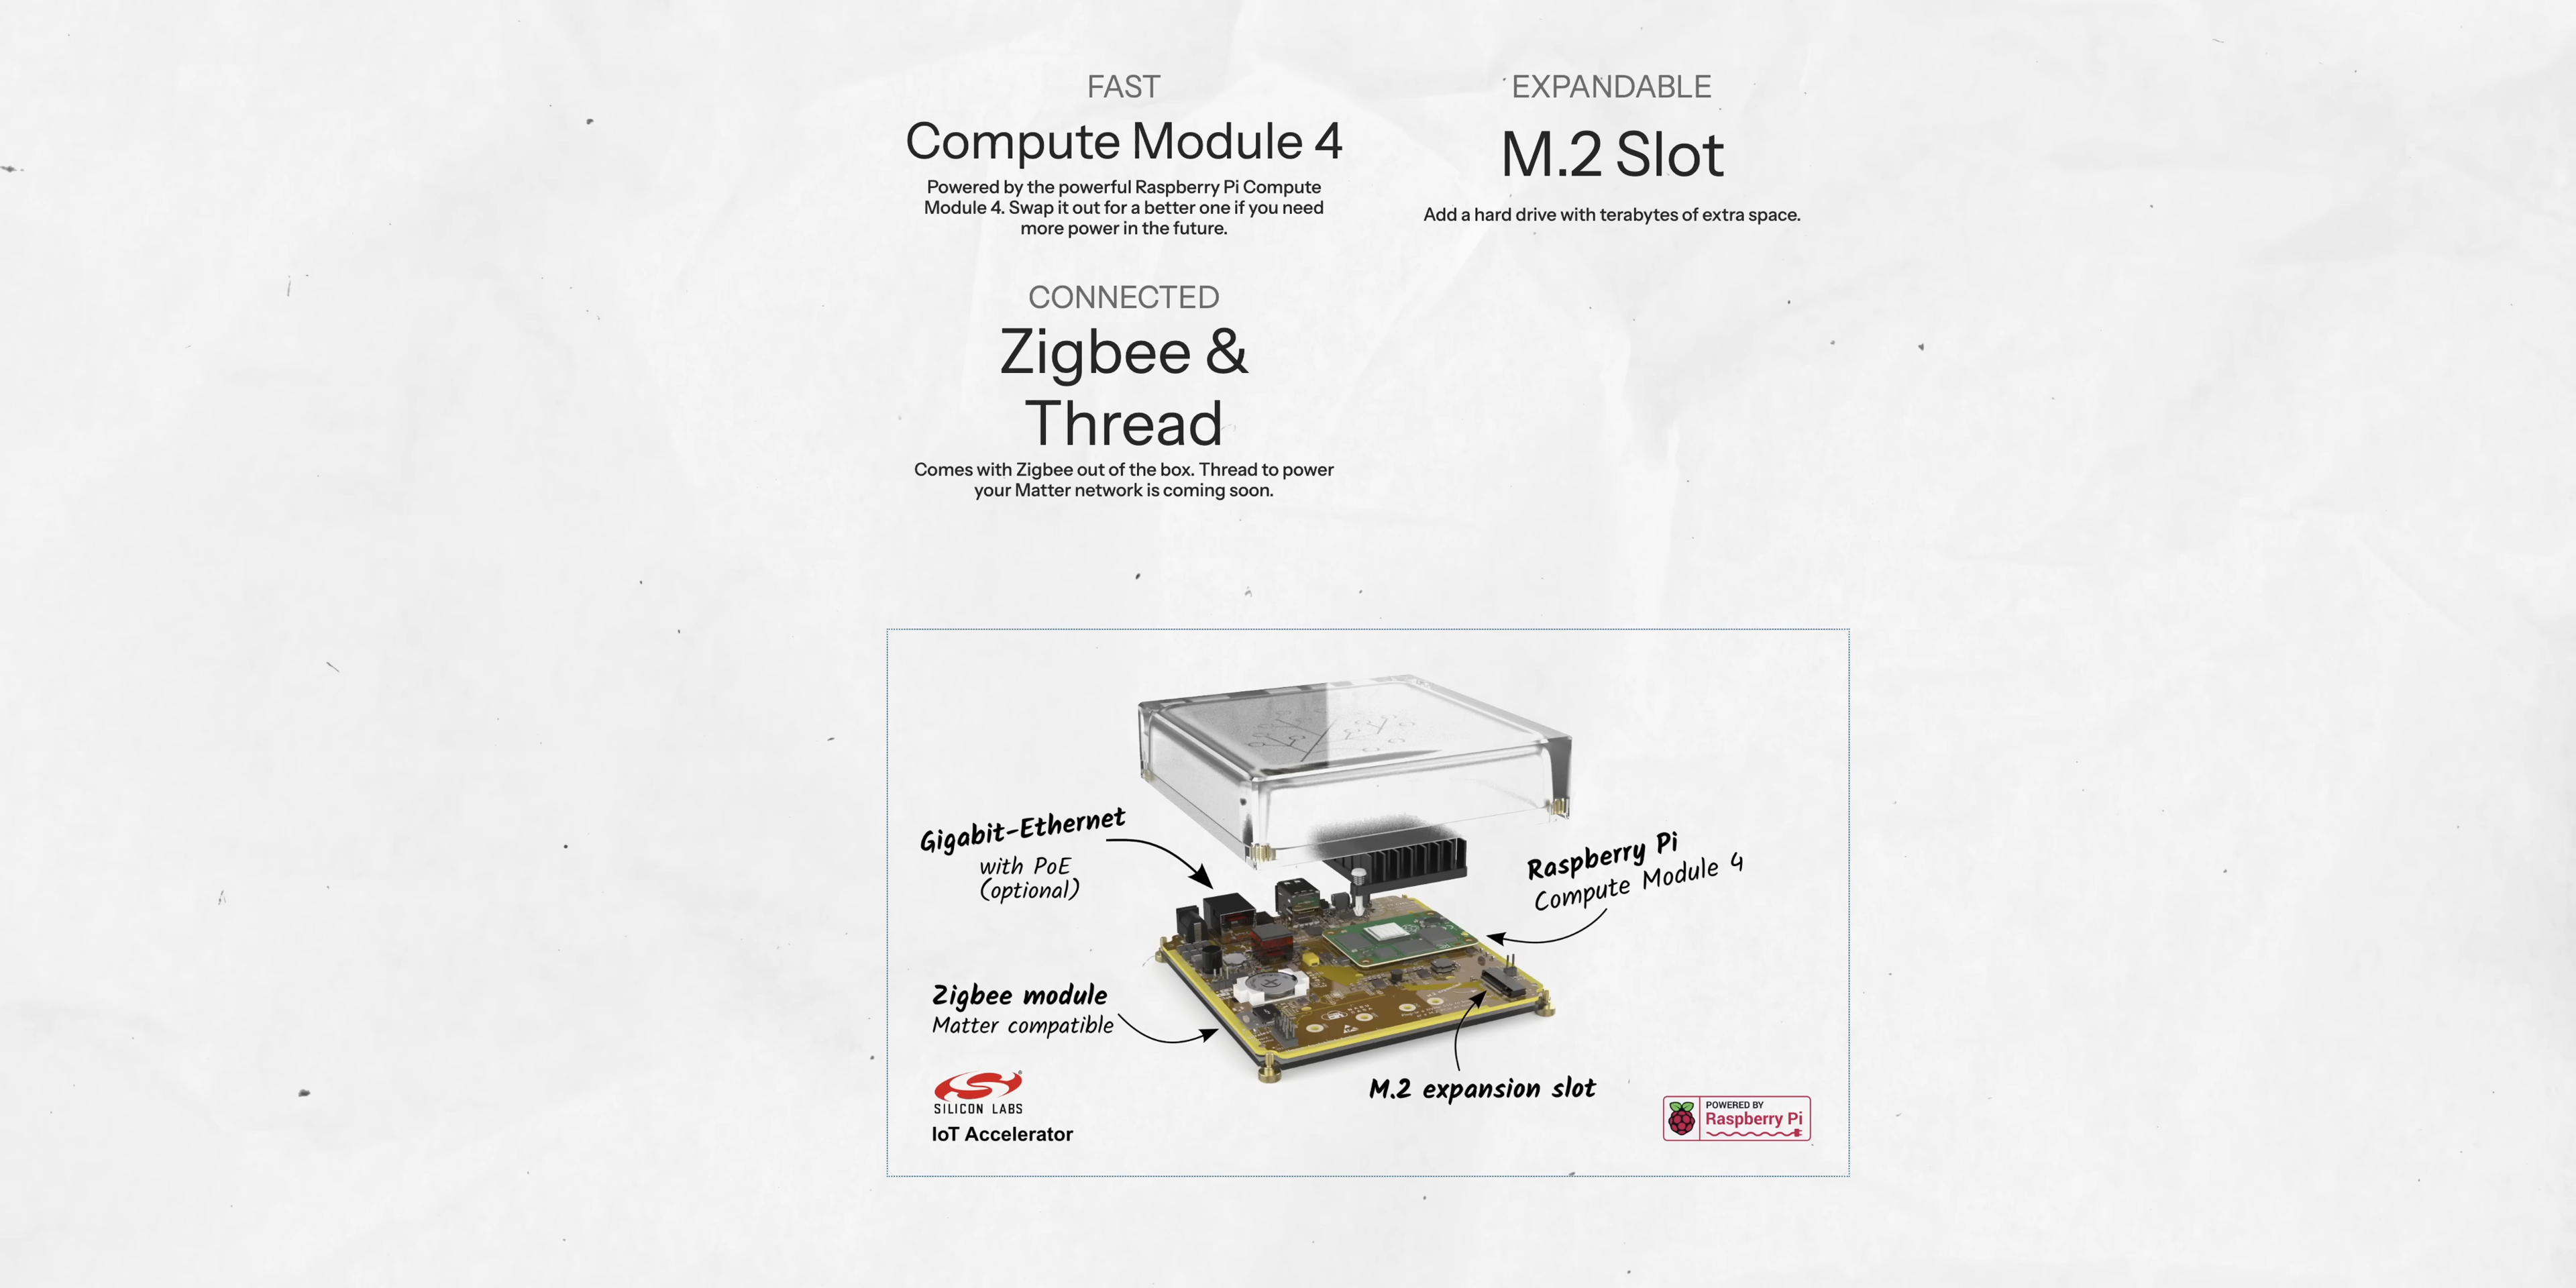 FAST
Compute Module 4
Powered by the powerful Raspberry Pi Compute
Module 4. Swap it out for a better one if you need
more power in the future.
EXPANDABLE
M.2 Slot
Add a hard drive with terabytes of extra space.
CONNECTED
Zigbee &
Thread
Comes with Zigbee out of the box. Thread to power
your Matter network is coming soon.
Gigabit-Ethernet
with PoE
(optional)
Raspberry Pi
Compute Module 4
Zigbee module
Matter compatible
M.2 expansion slot
SILICON LABS
IoT Accelerator
POWERED BY
Raspberry Pi